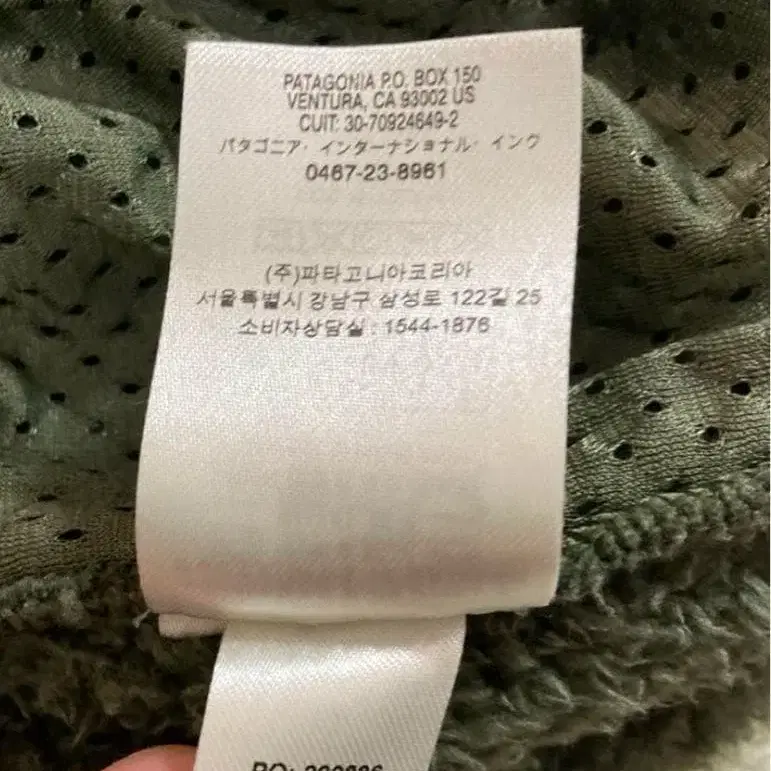 PATAGONIA P.O. BOX 150
VENTURA, CA 93002 US
CUIT: 30-70924649-2
パタゴニア・インターナショナル・インク
0467-23-8961
(주)파타고니아코리아
서울특별시 강남구 삼성로 122길 25
소비자상담실 : 1544-1876
PO: